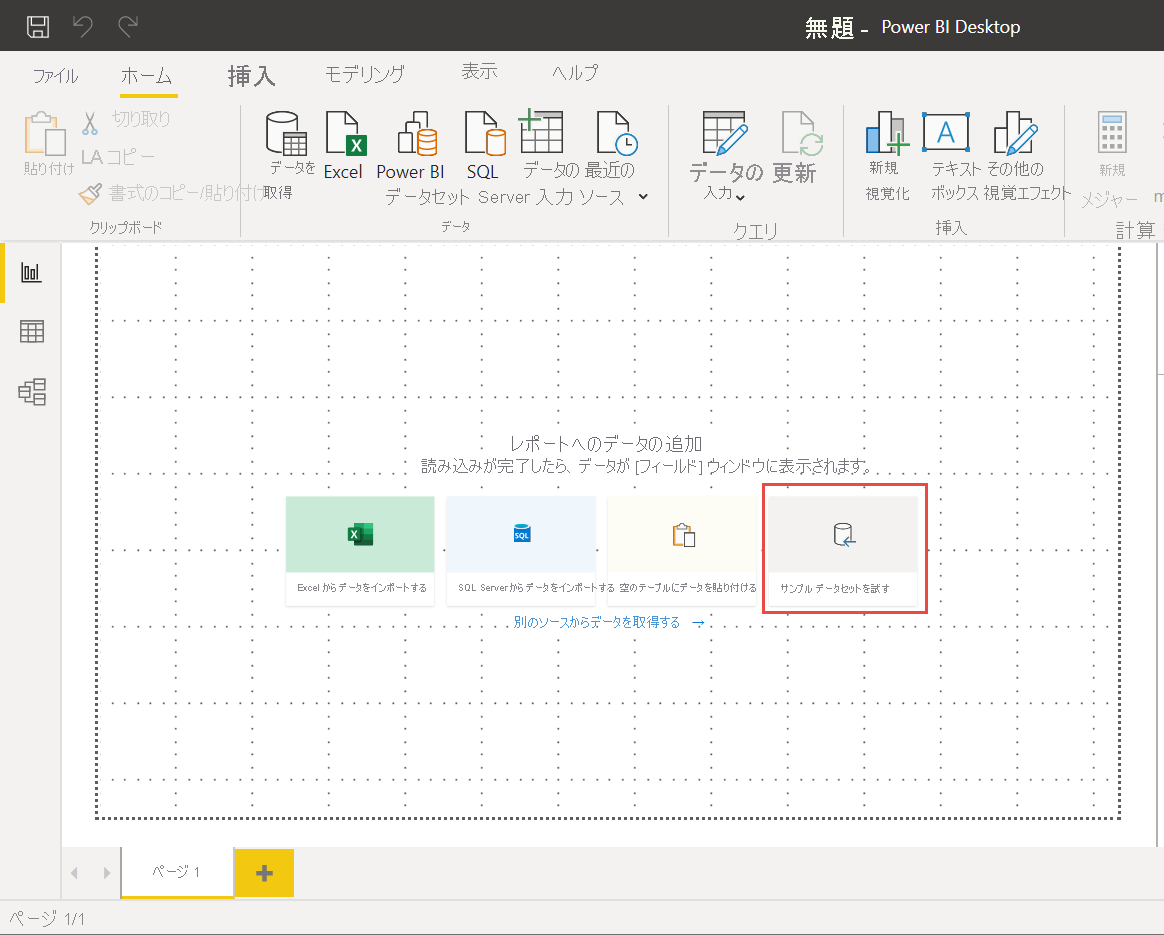 無題 - Power BI Desktop
ファイル ホーム 挿入 モデリング 表示 ヘルプ
貼り付け
切り取り
LA コピー
書式のコピー/貼り付け
クリップボード
データを
取得
Excel Power BI SQL データの 最近の
データセット Server 入力 ソース
データ
データの 更新
入力
クエリ
新規 テキスト その他の
視覚化 ボックス 視覚エフェクト
挿入
新規
メジャー
計算
レポートへのデータの追加
読み込みが完了したら、データが [フィールド] ウィンドウに表示されます。
X
SQL
Excel からデータをインポートする
SQL Server からデータをインポートする
空のテーブルにデータを貼り付ける
サンプル データセットを試す
別のソースからデータを取得する →
ページ 1
ページ 1/1